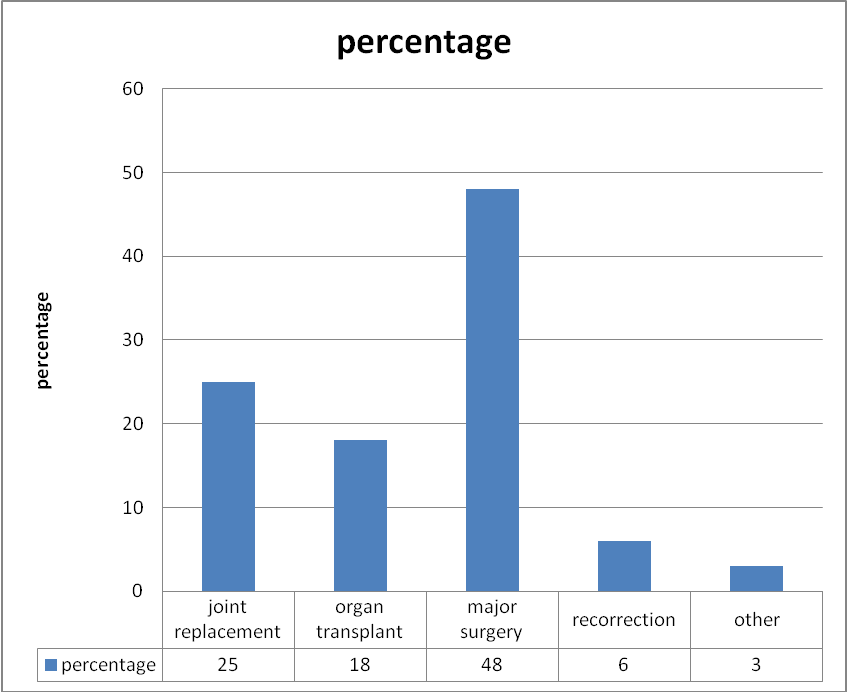 percentage
60
50
40
30
20
10
0
percentage
joint replacement
organ transplant
major surgery
recorrection
other
percentage 25 18 48 6 3